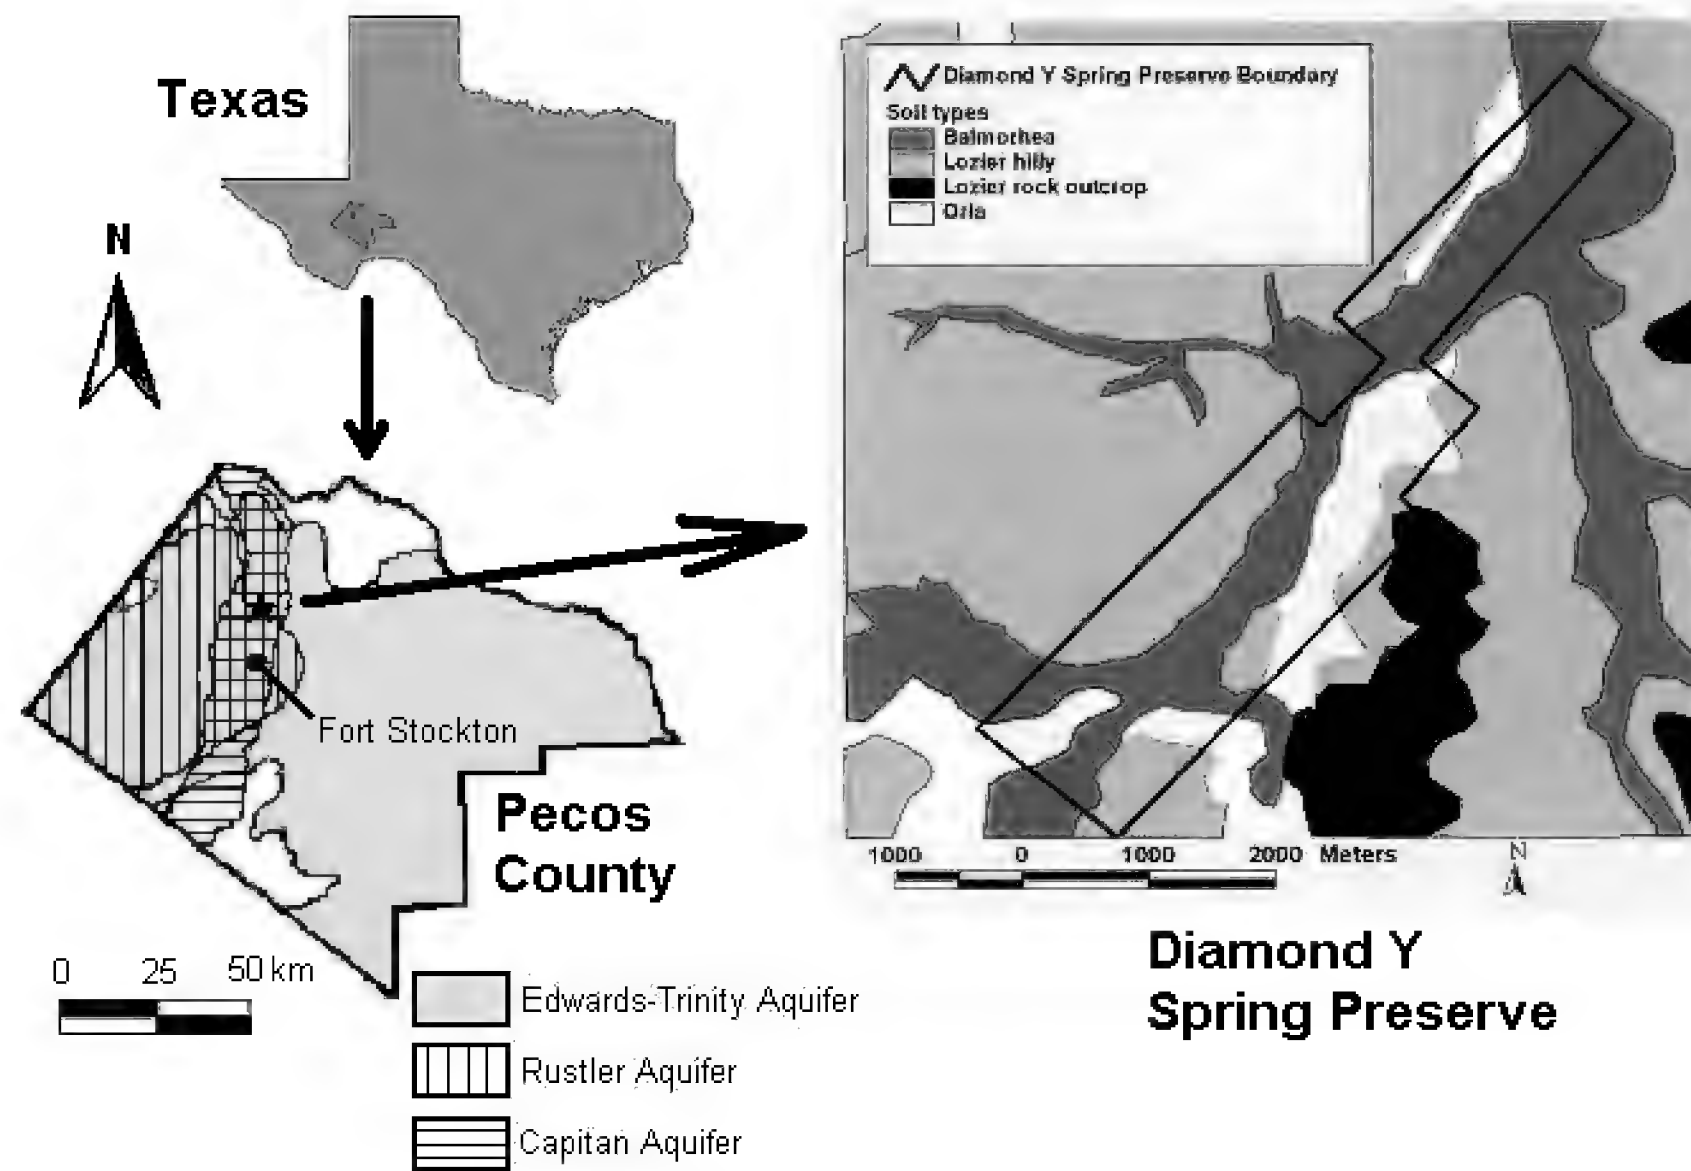 Texas
N
Fort Stockton
Pecos
County
0 25 50 km
Edwards-Trinity Aquifer
Rustler Aquifer
Capitan Aquifer
Diamond Y Spring Preserve Boundary
Soil types
Balmorhea
Lozier hilly
Lozier rock outcrop
Orla
1000 0 1000 2000 Meters
N
Diamond Y
Spring Preserve